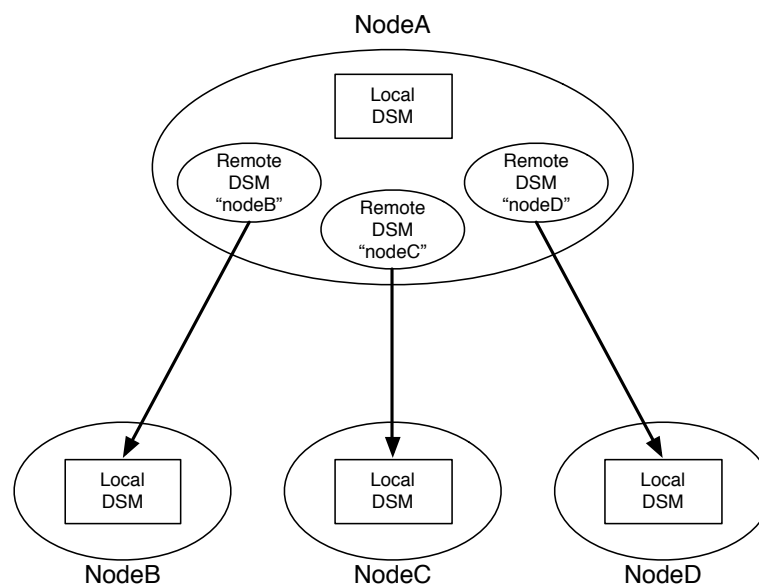 NodeA
Local
DSM
Remote
DSM
“nodeB”
Remote
DSM
“nodeC”
Remote
DSM
“nodeD”
Local
DSM
Local
DSM
Local
DSM
NodeB
NodeC
NodeD